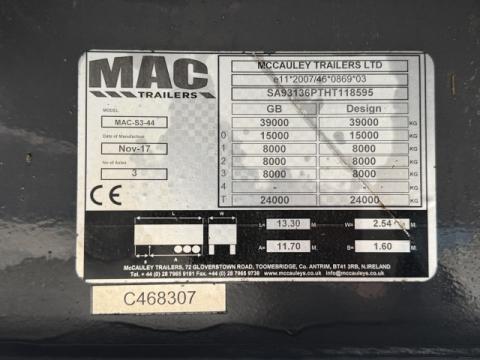 MAC
TRAILERS
MODEL
MAC-S3-44
Date of Manufacture
Nov-17
No of Axles
3
CE
McCAULEY TRAILERS LTD
e11*2007/46*0869*03
SA93136PTHT118595
GB Design
39000 39000 KG
0 15000 15000 KG
1 8000 8000 KG
2 8000 8000 KG
3 8000 8000 KG
4 - - KG
T 24000 24000 KG
L W
L= 13.30 M. W= 2.54 M.
A= 11.70 M. B= 1.60 M.
B A
McCAULEY TRAILERS, 72 GLOVERSTOWN ROAD, TOOMEBRIDGE, Co. ANTRIM, BT41 3RB, N.IRELAND
Tel. + 44 (0) 28 7965 9191 Fax. +44 (0) 28 7965 9736 www.mccauleys.co.uk info@mccauleys.co.uk
C468307